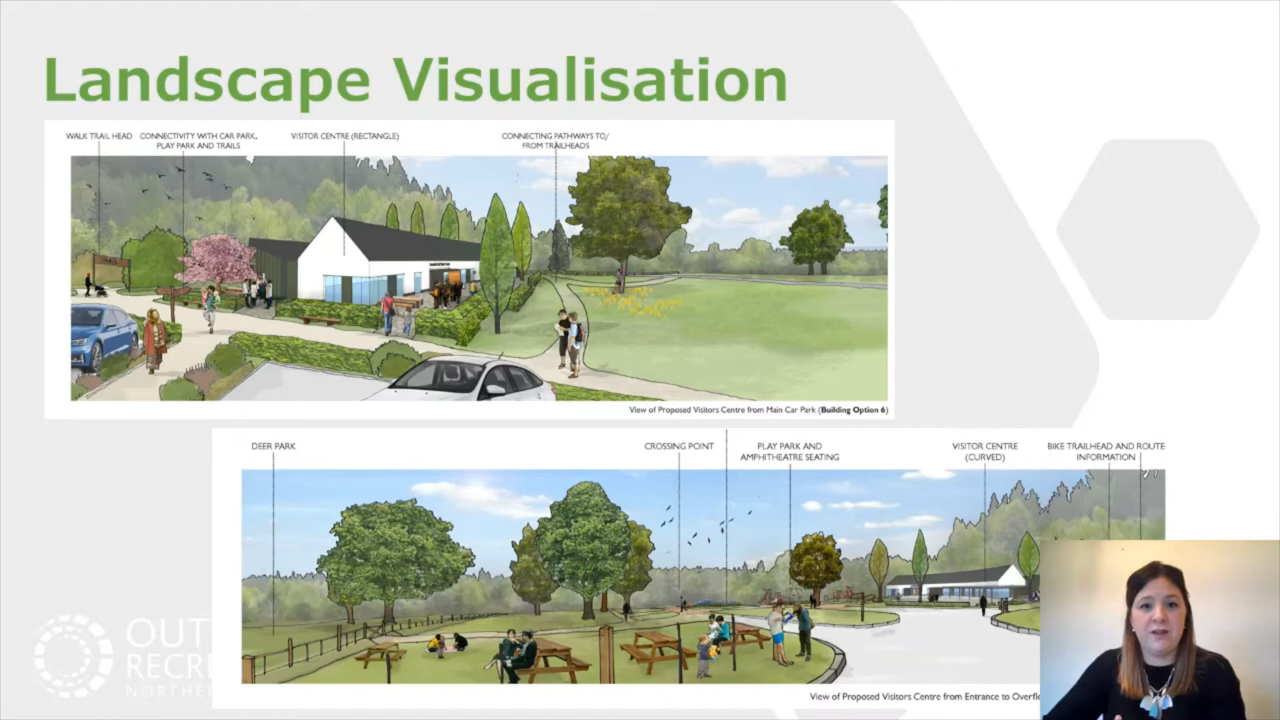 Landscape Visualisation
WALK TRAIL HEAD
CONNECTIVITY WITH CAR PARK,
PLAY PARK AND TRAILS
VISITOR CENTRE (RECTANGLE)
CONNECTING PATHWAYS TO/
FROM TRAILHEADS
View of Proposed Visitors Centre from Main Car Park (Building Option 6)
DEER PARK
CROSSING POINT
PLAY PARK AND
AMPHITHEATRE SEATING
VISITOR CENTRE
(CURVED)
BIKE TRAILHEAD AND ROUTE
INFORMATION
View of Proposed Visitors Centre from Entrance to Overfl
OUT
RECRE
NORTHE